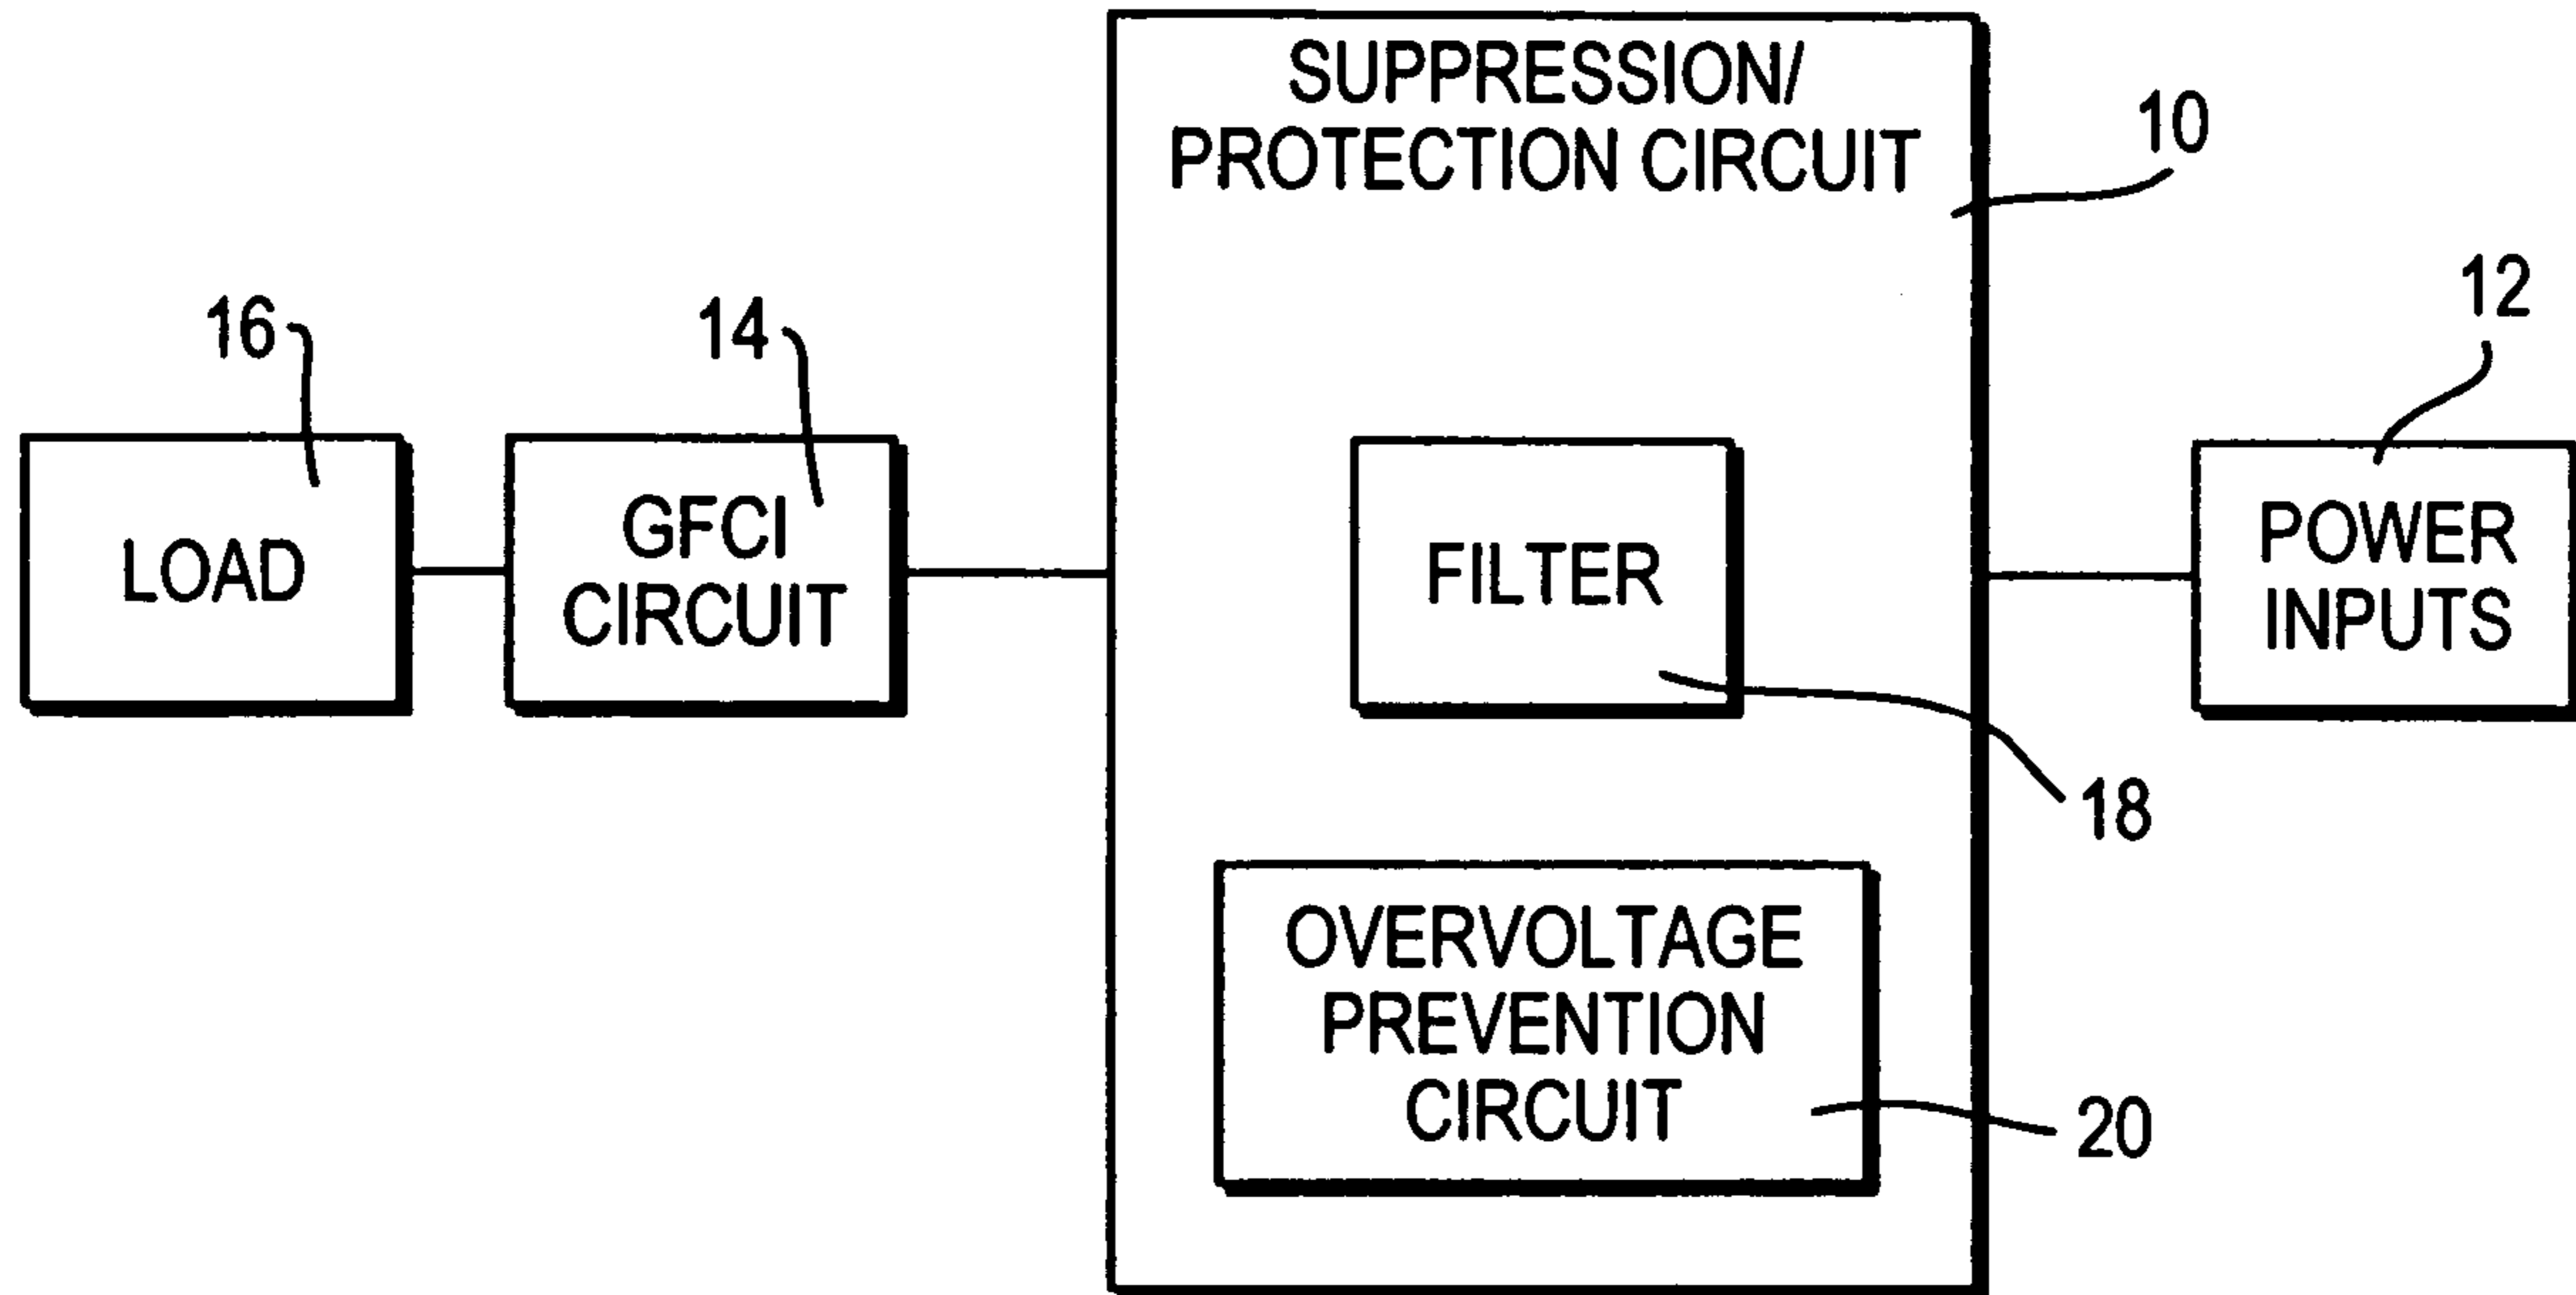 SUPPRESSION/
PROTECTION CIRCUIT
10
12
16
14
LOAD
GFCI
CIRCUIT
FILTER
POWER
INPUTS
18
OVERVOLTAGE
PREVENTION
CIRCUIT
20